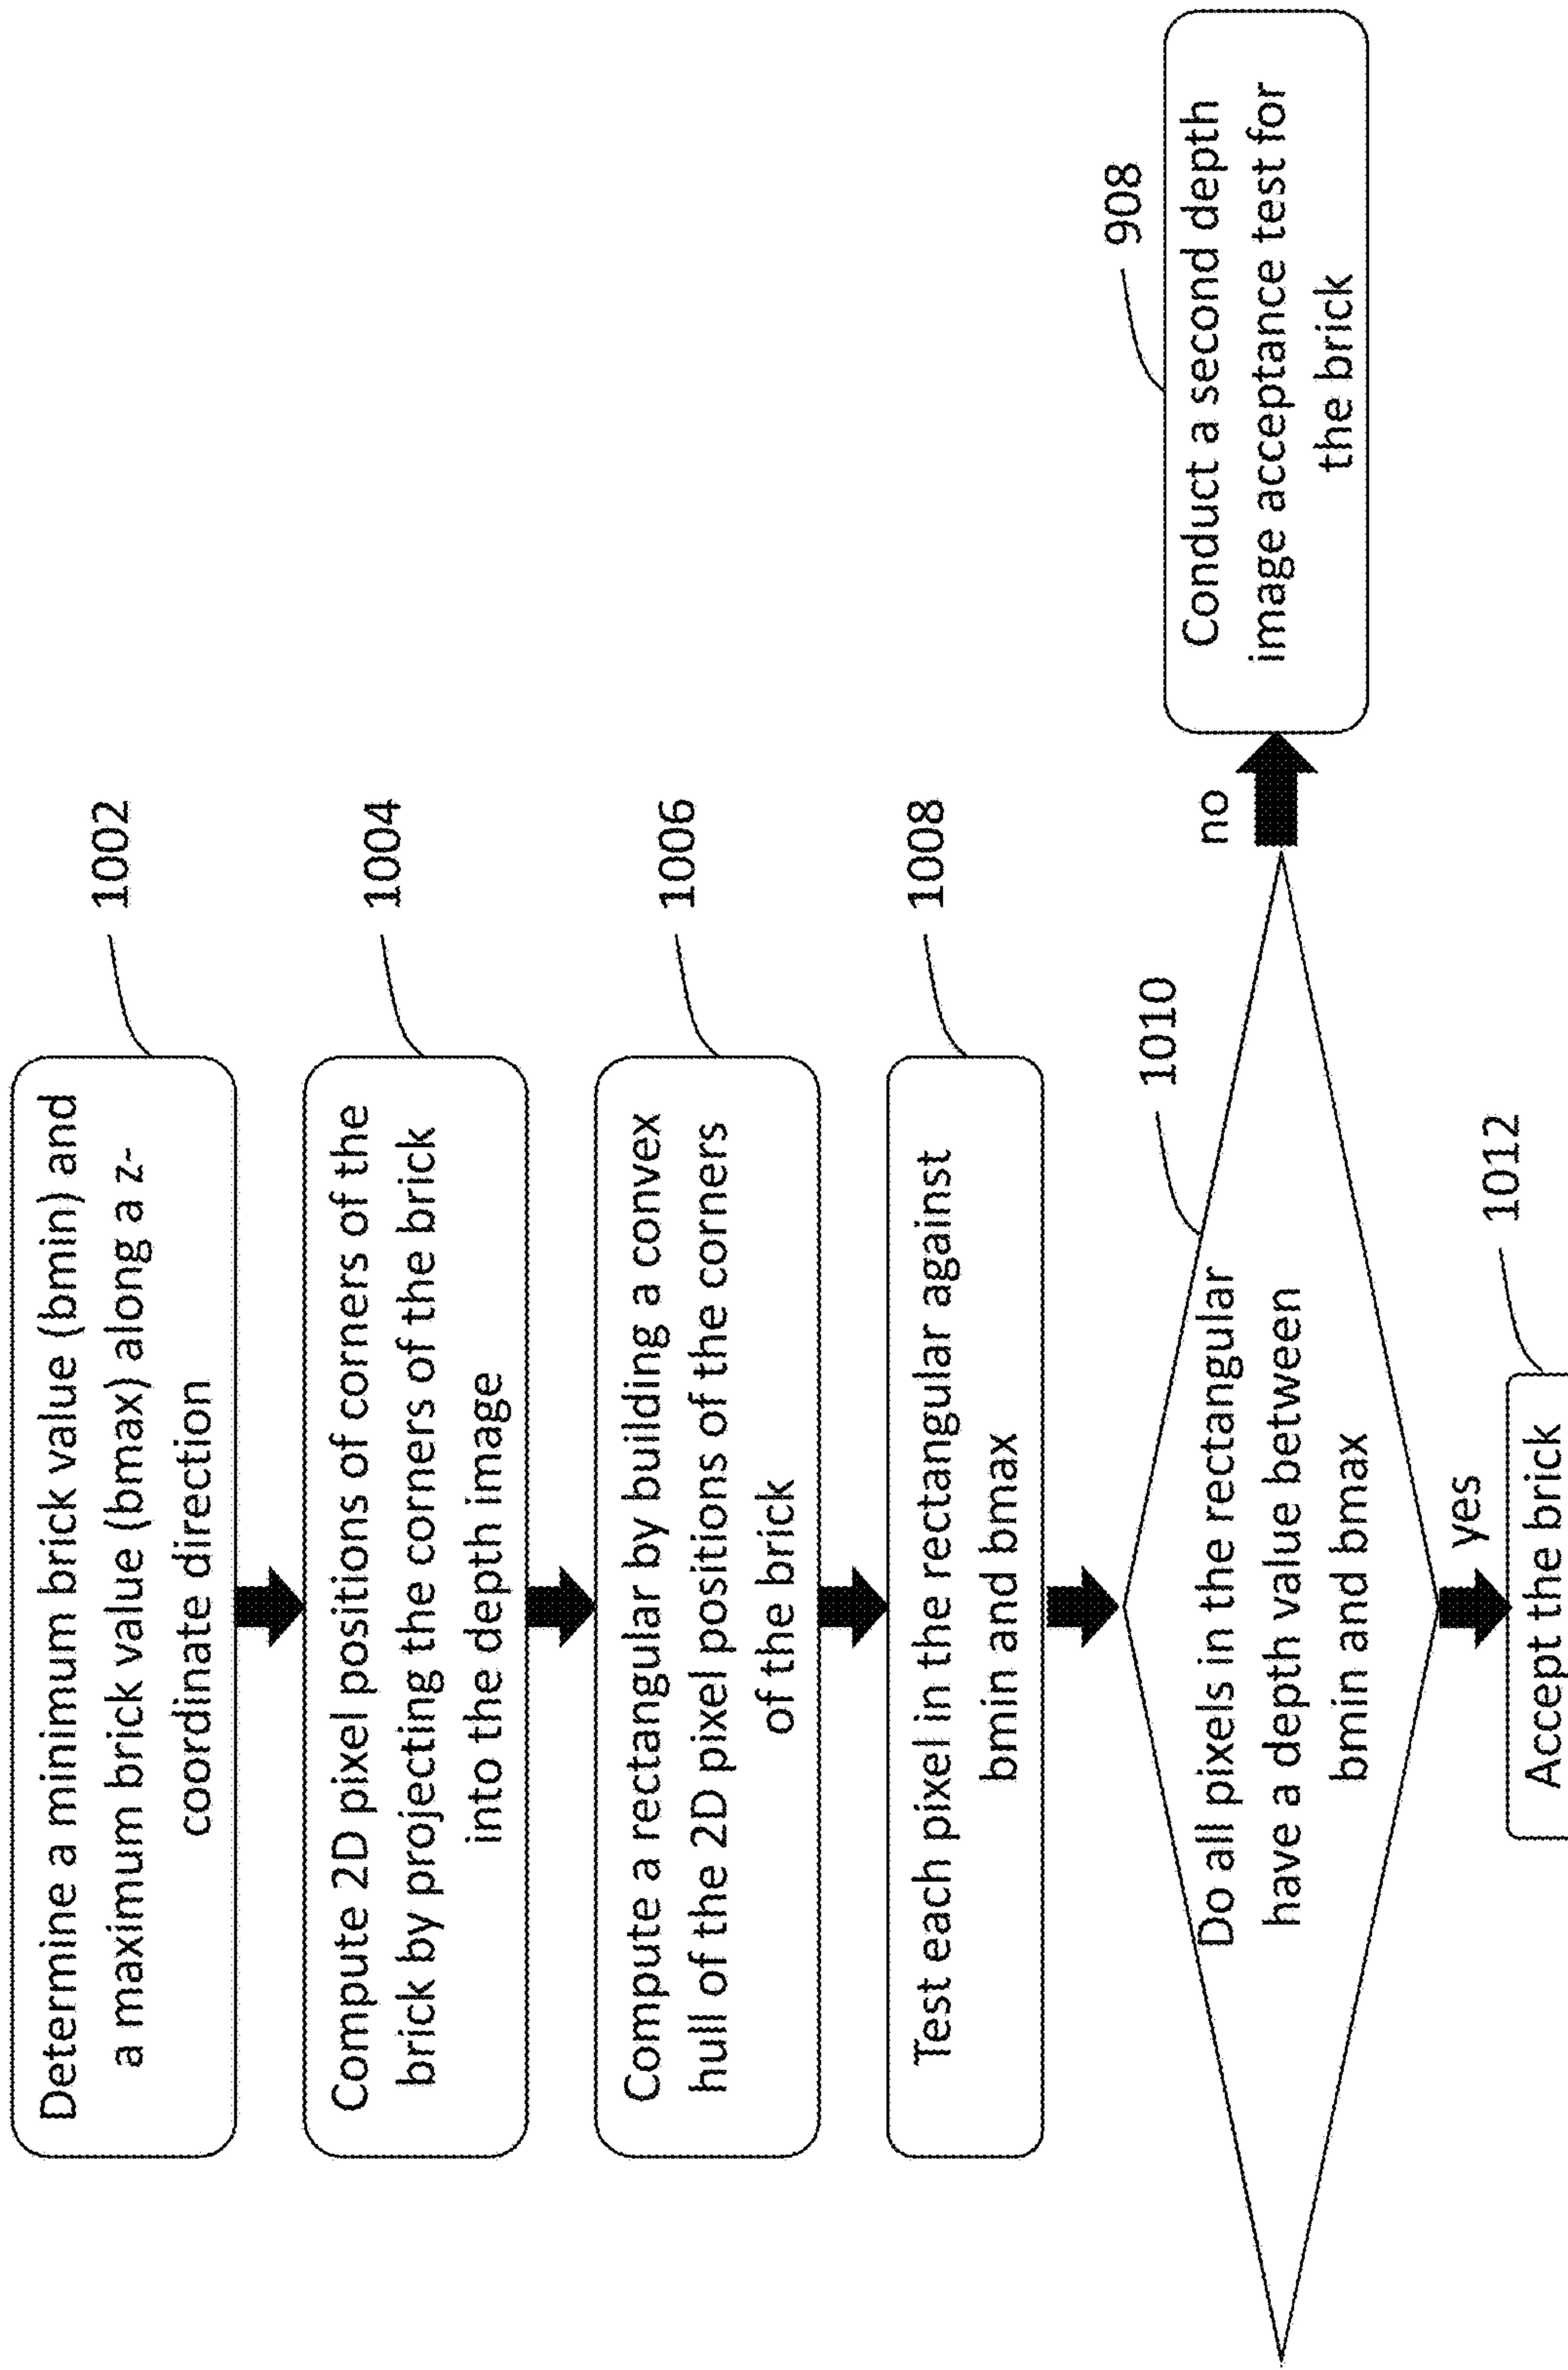 Determine a minimum brick value (bmin) and
a maximum brick value (bmax) along a z-
coordinate direction
1002
Compute 2D pixel positions of corners of the
brick by projecting the corners of the brick
into the depth image
1004
Compute a rectangular by building a convex
hull of the 2D pixel positions of the corners
of the brick
1006
Test each pixel in the rectangular against
bmin and bmax
1008
Do all pixels in the rectangular
have a depth value between
bmin and bmax
1010
no
Conduct a second depth
image acceptance test for
the brick
908
yes
Accept the brick
1012